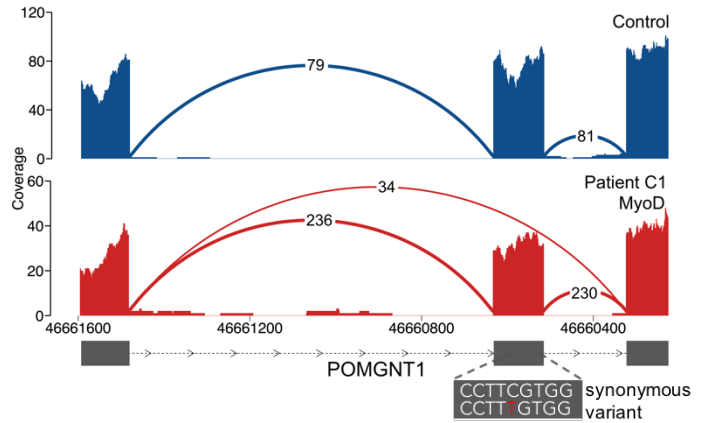 120
Control
80
79
40
81
0
Coverage
60
34
Patient C1
MyoD
40
236
20
230
0
46661600
46661200
46660800
46660400
POMGNT1
CCTTCGTGG
synonymous
CCTTTGTGG
variant